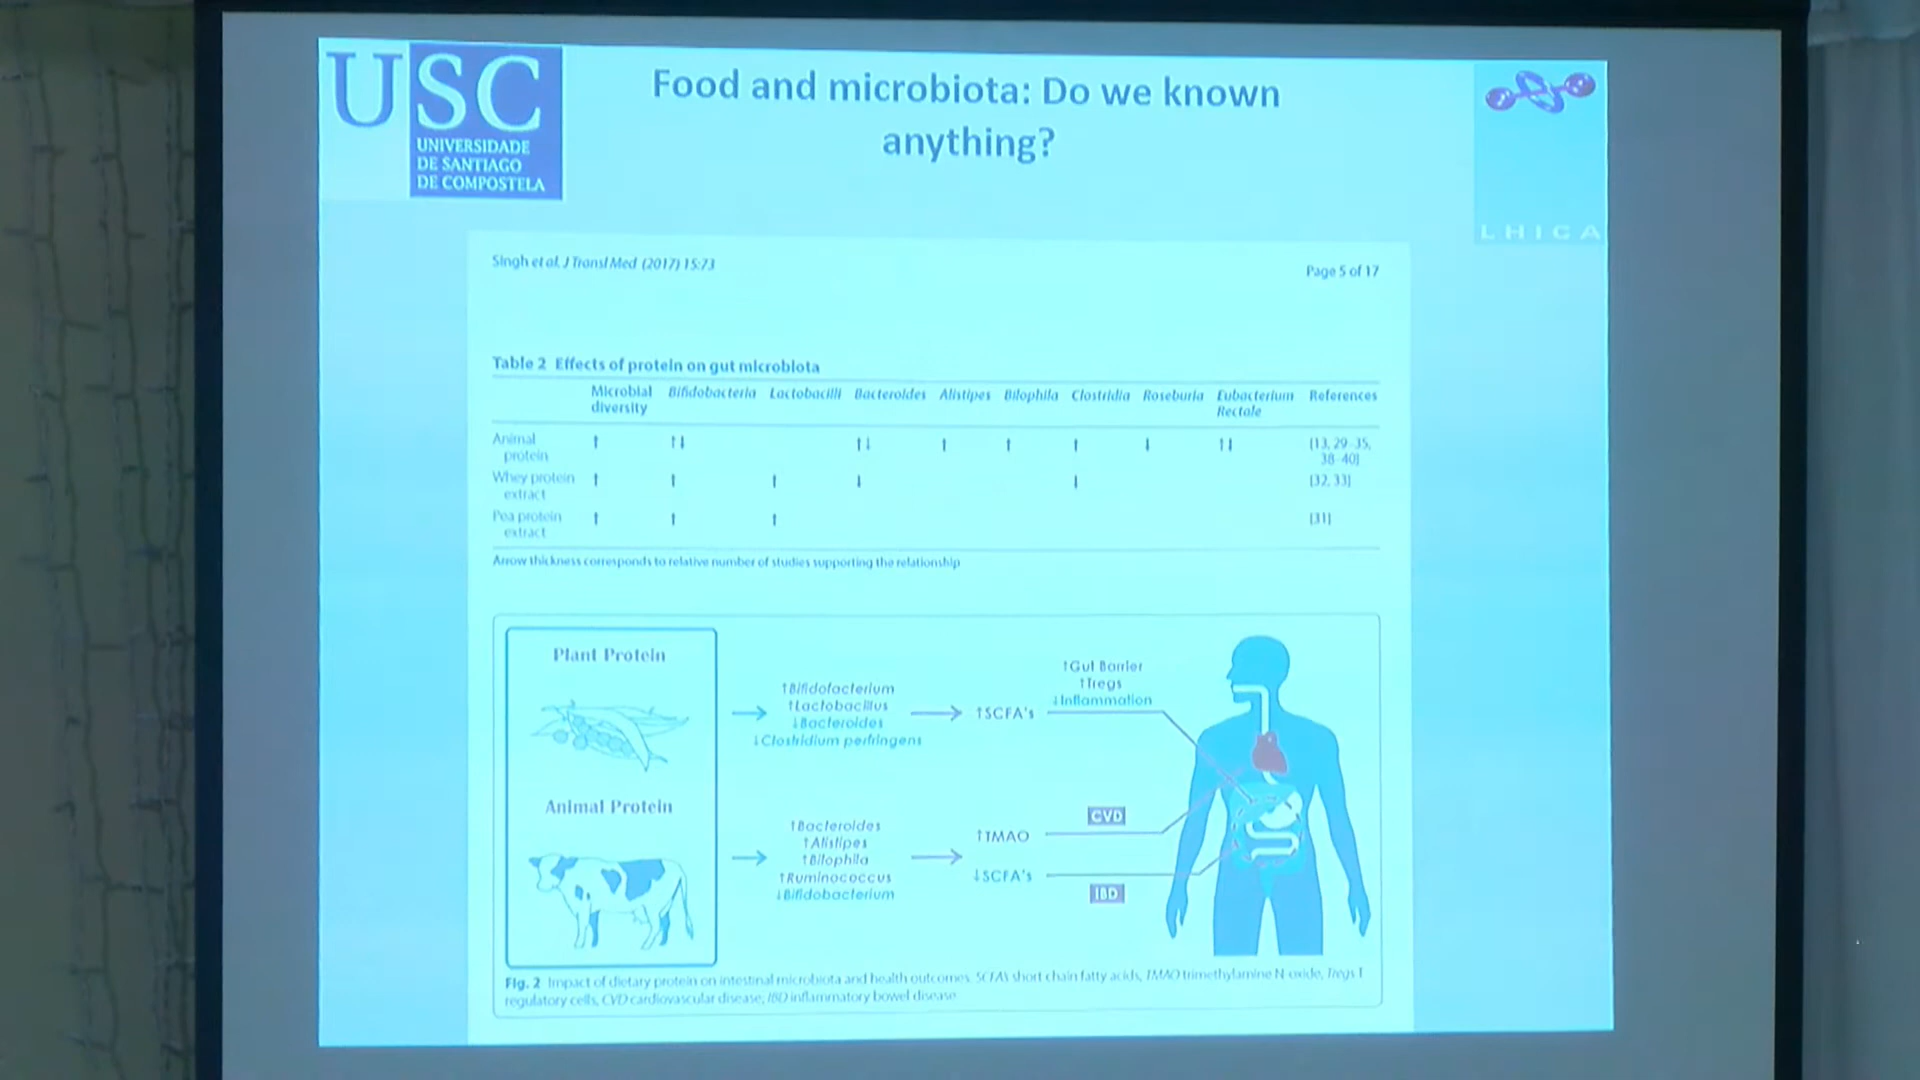 USC
UNIVERSIDADE
DE SANTIAGO
DE COMPOSTELA
Food and microbiota: Do we known
anything?
LHICA
Singh et al. J Transl Med (2017) 15:73
Page 5 of 17
Table 2 Effects of protein on gut microbiota
Microbial diversity Bifidobacteria Lactobacilli Bacteroides Alistipes Bilophila Clostridia Roseburia Eubacterium Rectale References
Animal protein ↑ ↑↓ ↑↓ ↑ ↑ ↑ ↓ ↑↓ [13, 29–35, 38–40]
Whey protein extract ↑ ↑ ↑ ↓ ↓ [32, 33]
Pea protein extract ↑ ↑ ↑ [31]
Arrow thickness corresponds to relative number of studies supporting the relationship
Plant Protein
↑Bifidofacterium
↑Lactobacillus
↓Bacteroides
↓Clostridium perfringens
↑SCFA's
↑Gut Barrier
↑Tregs
↓Inflammation
Animal Protein
↑Bacteroides
↑Alistipes
↑Bilophila
↑Ruminococcus
↓Bifidobacterium
↑TMAO
CVD
↓SCFA's
IBD
Fig. 2 Impact of dietary protein on intestinal microbiota and health outcomes. SCFA's short chain fatty acids, TMAO trimethylamine N-oxide, Tregs T
regulatory cells, CVD cardiovascular disease; IBD inflammatory bowel disease